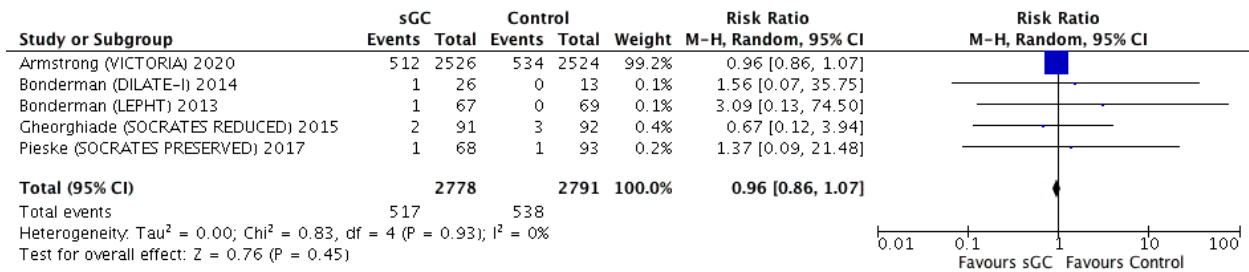 sGC Control Risk Ratio Risk Ratio
Study or Subgroup Events Total Events Total Weight M-H, Random, 95% CI M-H, Random, 95% CI
Armstrong (VICTORIA) 2020 512 2526 534 2524 99.2% 0.96 [0.86, 1.07]
Bonderman (DILATE-I) 2014 1 26 0 13 0.1% 1.56 [0.07, 35.75]
Bonderman (LEPHT) 2013 1 67 0 69 0.1% 3.09 [0.13, 74.50]
Gheorghiade (SOCRATES REDUCED) 2015 2 91 3 92 0.4% 0.67 [0.12, 3.94]
Pieske (SOCRATES PRESERVED) 2017 1 68 1 93 0.2% 1.37 [0.09, 21.48]
Total (95% CI) 2778 2791 100.0% 0.96 [0.86, 1.07]
Total events 517 538
Heterogeneity: Tau² = 0.00; Chi² = 0.83, df = 4 (P = 0.93); I² = 0%
Test for overall effect: Z = 0.76 (P = 0.45)
0.01 0.1 1 10 100
Favours sGC Favours Control